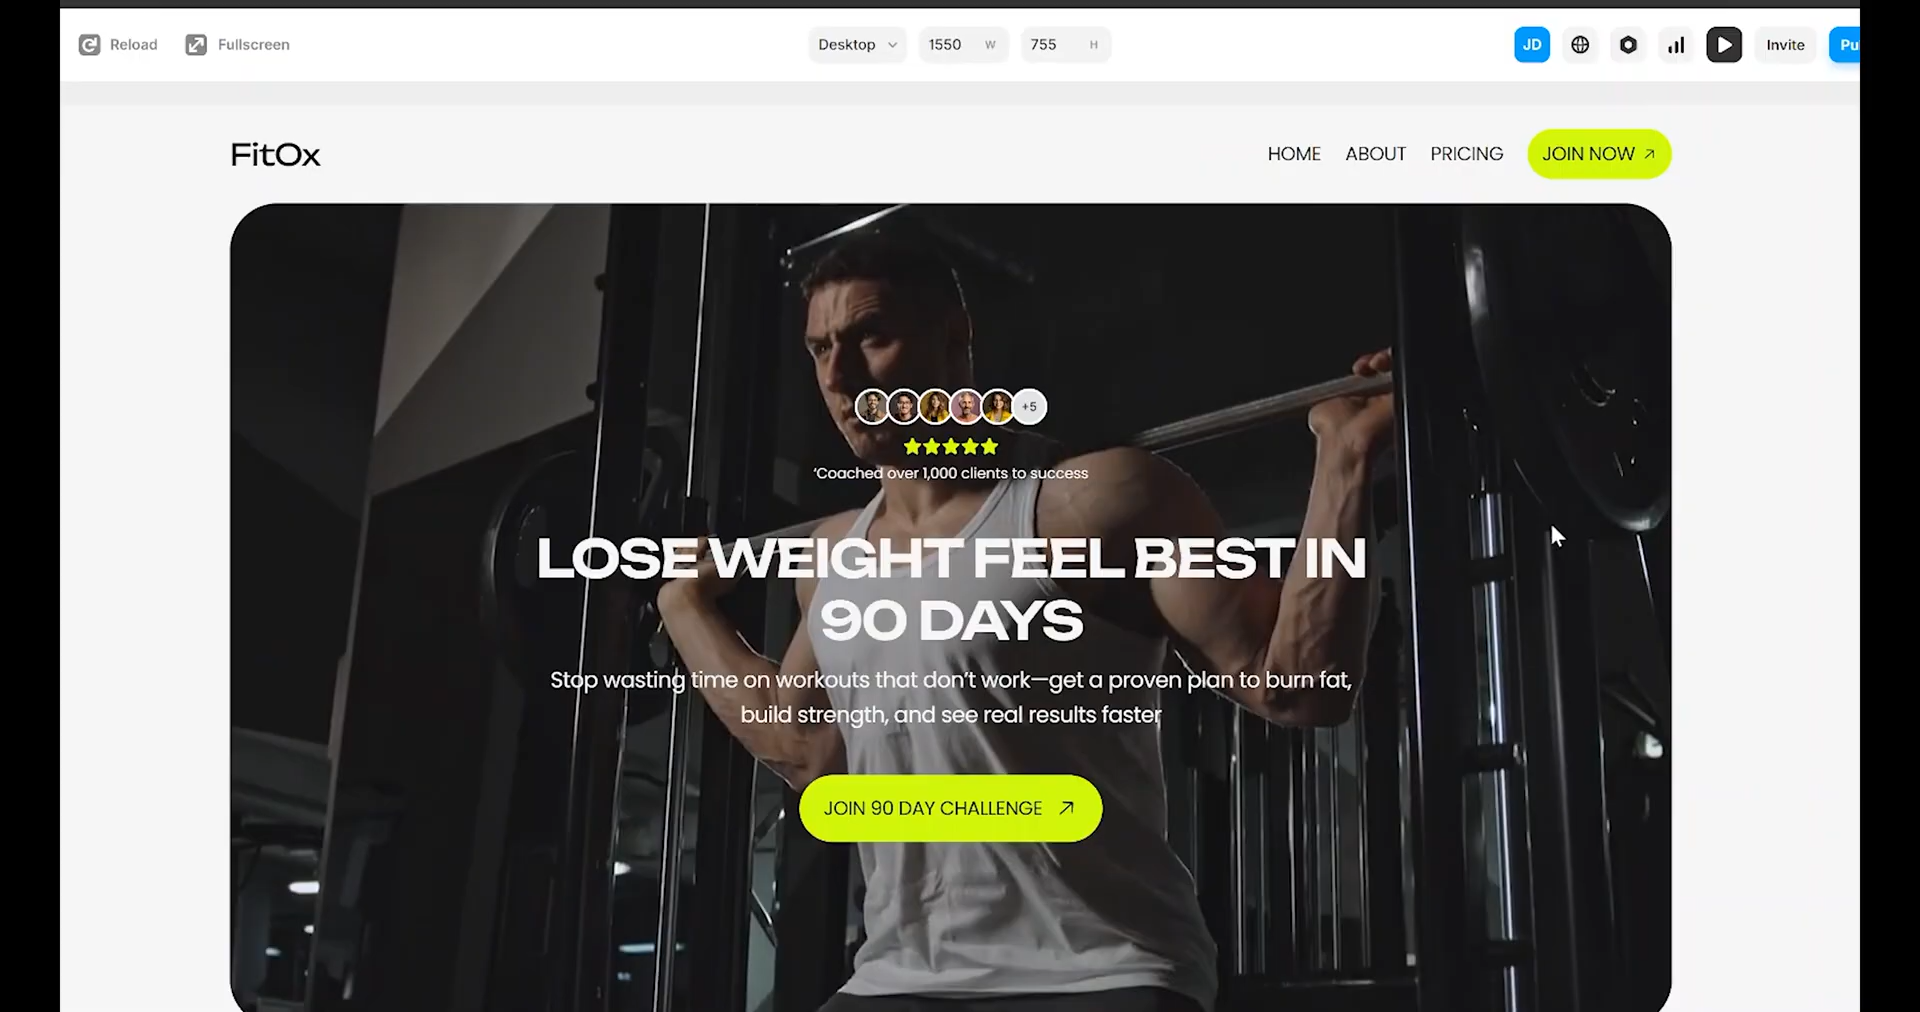 Reload Fullscreen Desktop 1550 W 755 H JD Invite Pu
FitOx HOME ABOUT PRICING JOIN NOW
+5
‘Coached over 1,000 clients to success
LOSE WEIGHT FEEL BEST IN
90 DAYS
Stop wasting time on workouts that don’t work—get a proven plan to burn fat,
build strength, and see real results faster
JOIN 90 DAY CHALLENGE